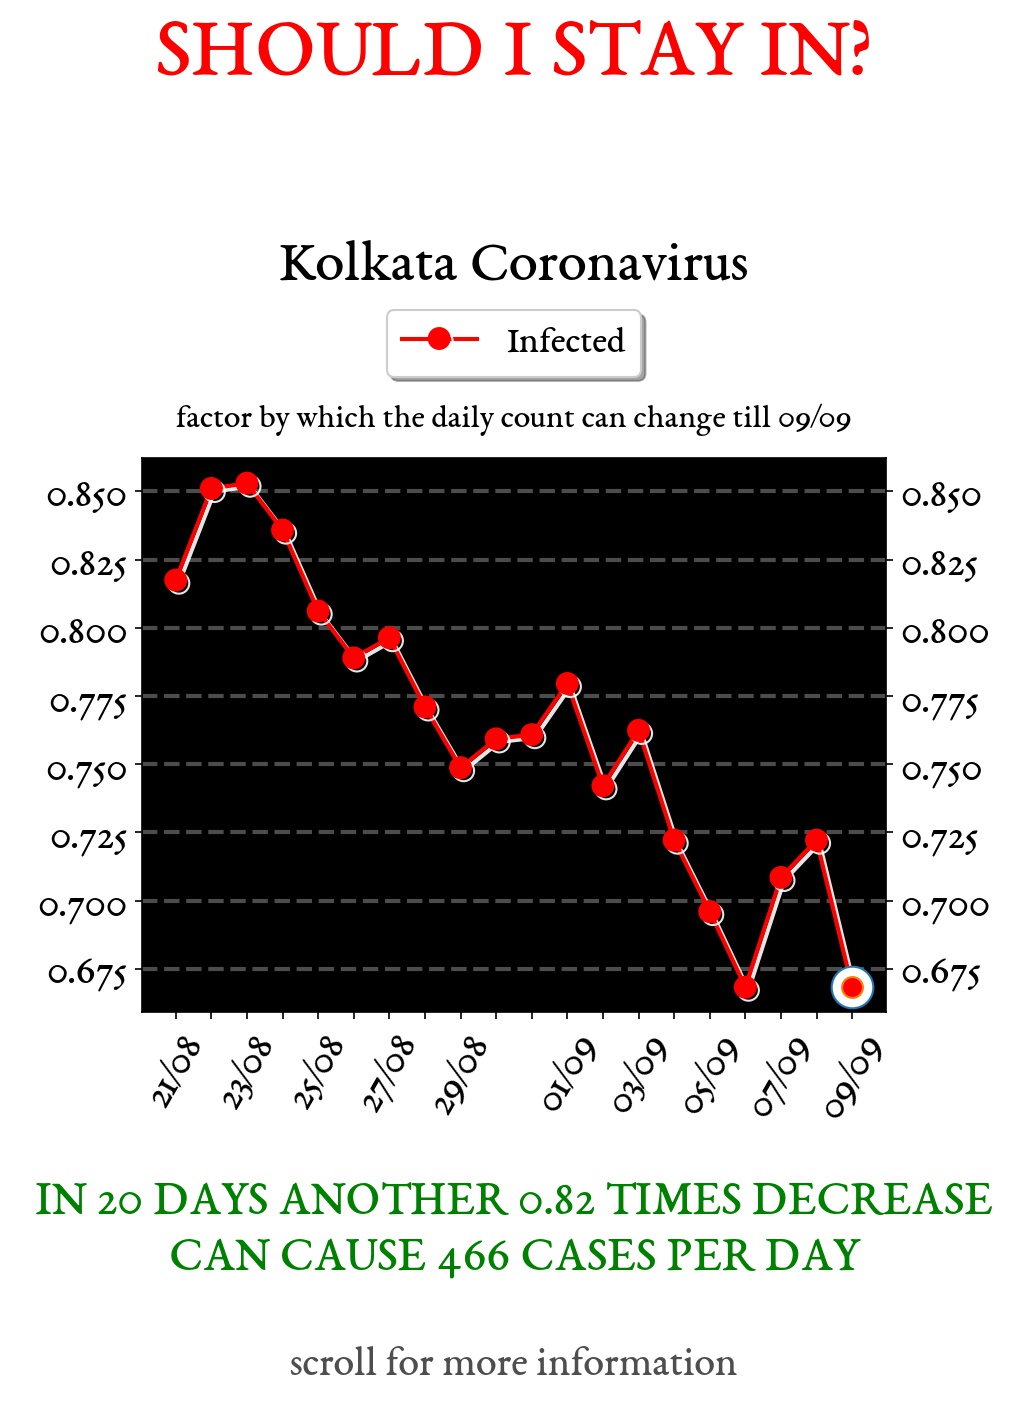 SHOULD I STAY IN?
Kolkata Coronavirus
Infected
factor by which the daily count can change till 09/09
0.850 0.850
0.825 0.825
0.800 0.800
0.775 0.775
0.750 0.750
0.725 0.725
0.700 0.700
0.675 0.675
21/08 23/08 25/08 27/08 29/08 01/09 03/09 05/09 07/09 09/09
IN 20 DAYS ANOTHER 0.82 TIMES DECREASE
CAN CAUSE 466 CASES PER DAY
scroll for more information